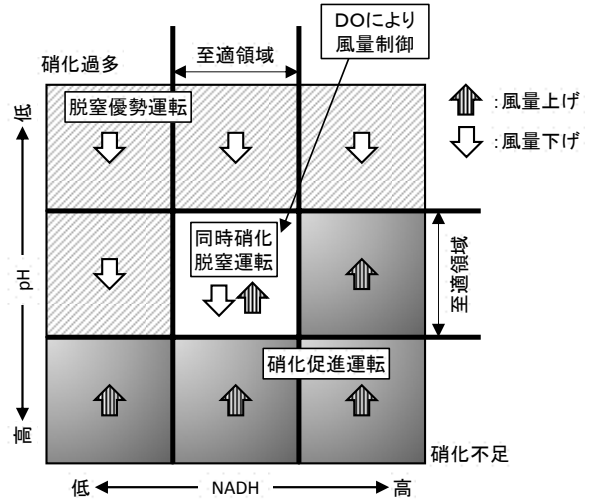 DOにより
風量制御
硝化過多
至適領域
脱窒優勢運転
:風量上げ
:風量下げ
低
pH
高
同時硝化
脱窒運転
至適領域
硝化促進運転
硝化不足
低
NADH
高